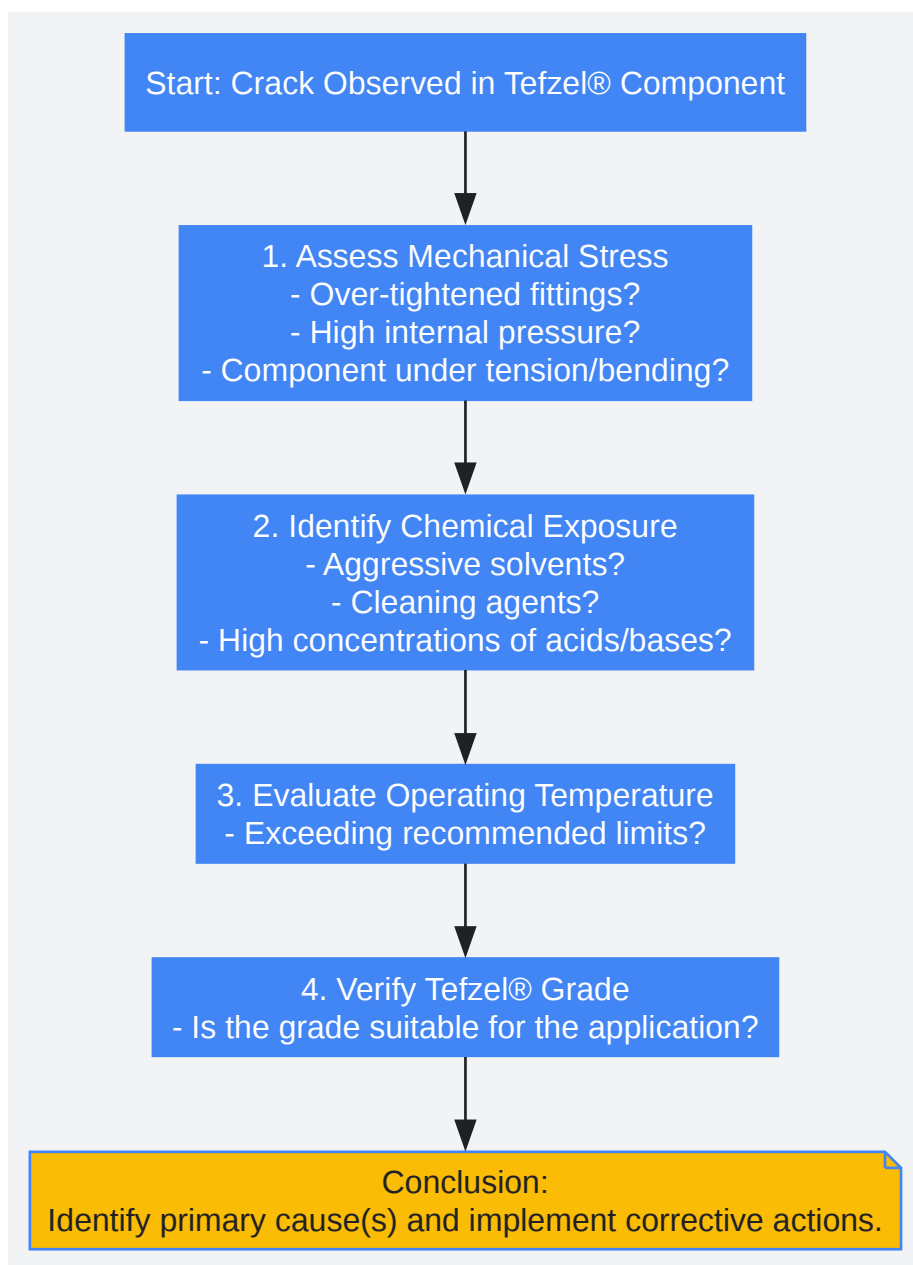 Start: Crack Observed in Tefzel® Component
1. Assess Mechanical Stress
- Over-tightened fittings?
- High internal pressure?
- Component under tension/bending?
2. Identify Chemical Exposure
- Aggressive solvents?
- Cleaning agents?
- High concentrations of acids/bases?
3. Evaluate Operating Temperature
- Exceeding recommended limits?
4. Verify Tefzel® Grade
- Is the grade suitable for the application?
Conclusion:
Identify primary cause(s) and implement corrective actions.